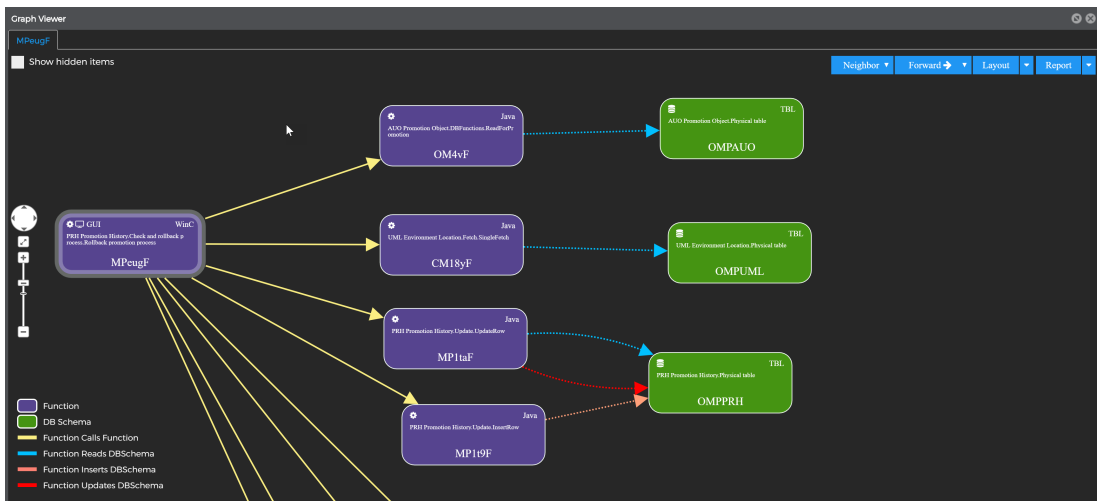 Graph Viewer
MPeugF
Show hidden items
Neighbor
Forward
Layout
Report
Java
AUO Promotion Object.DBFunctions.ReadForPr
omotion
OM4vF
TBL
AUO Promotion Object.Physical table
OMPAUO
GUI WinC
PRH Promotion History.Check and rollback p
rocess.Rollback promotion process
MPeugF
Java
UML Environment Location.Fetch.SingleFetch
CM18yF
TBL
UML Environment Location.Physical table
OMPUML
Java
PRH Promotion History.Update.UpdateRow
MP1taF
TBL
PRH Promotion History.Physical table
OMPPRH
Java
PRH Promotion History.Update.InsertRow
MP1t9F
Function
DB Schema
Function Calls Function
Function Reads DBSchema
Function Inserts DBSchema
Function Updates DBSchema